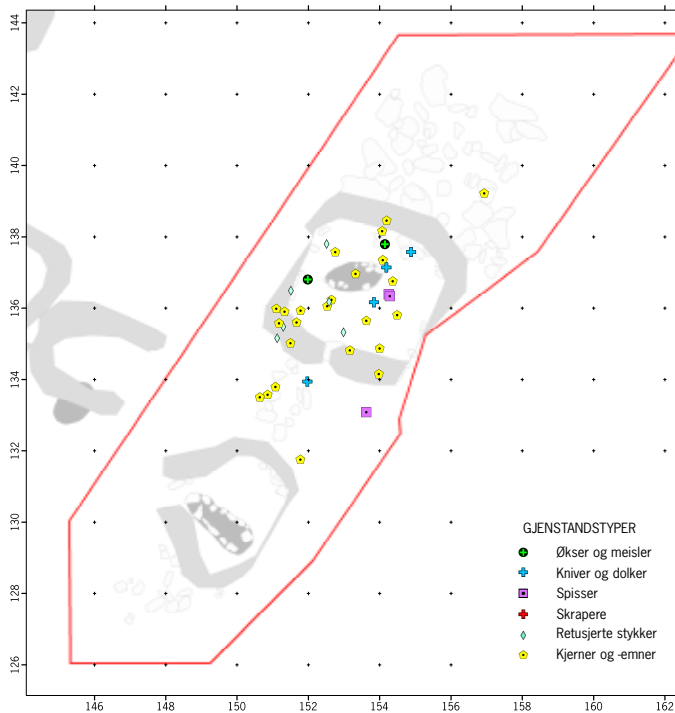 144
142
140
138
136
134
132
130
128
126
GJENSTANDSTYPER
Økser og meisler
Kniver og dolker
Spisser
Skrapere
Retusjerte stykker
Kjerner og -emner
146 148 150 152 154 156 158 160 162